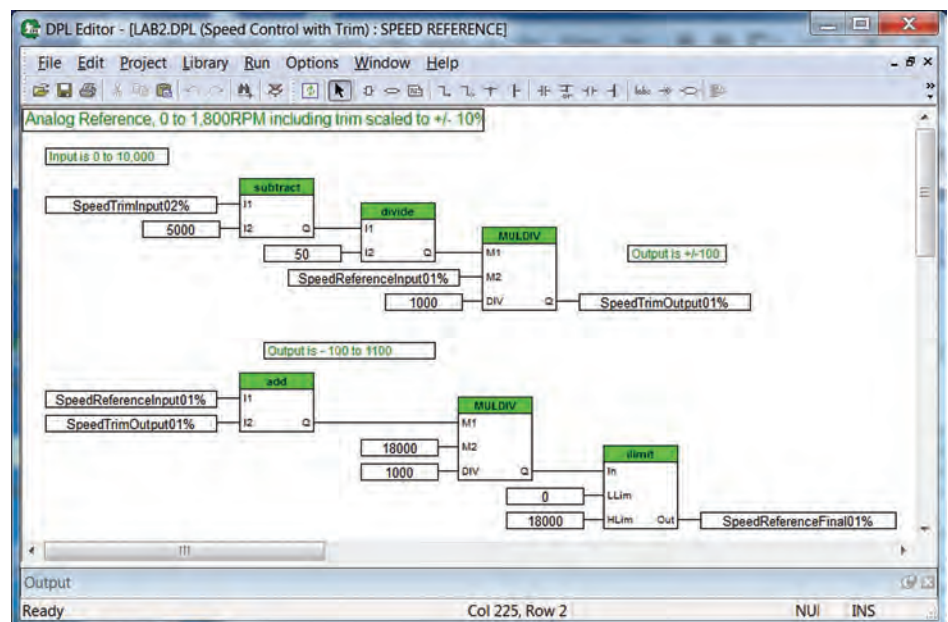 DPL Editor - [LAB2.DPL (Speed Control with Trim) : SPEED REFERENCE]
File Edit Project Library Run Options Window Help
Analog Reference, 0 to 1,800RPM including trim scaled to +/- 10%
Input is 0 to 10,000
subtract
SpeedTrimInput02%
I1
5000
I2
Q
divide
I1
50
I2
Q
MULDIV
M1
SpeedReferenceInput01%
M2
1000
DIV
Q
Output is +/-100
SpeedTrimOutput01%
Output is - 100 to 1100
add
SpeedReferenceInput01%
I1
SpeedTrimOutput01%
I2
Q
MULDIV
M1
18000
M2
1000
DIV
Q
ilimit
In
0
LLim
18000
HLim
Out
SpeedReferenceFinal01%
Output
Ready
Col 225, Row 2
NUI
INS